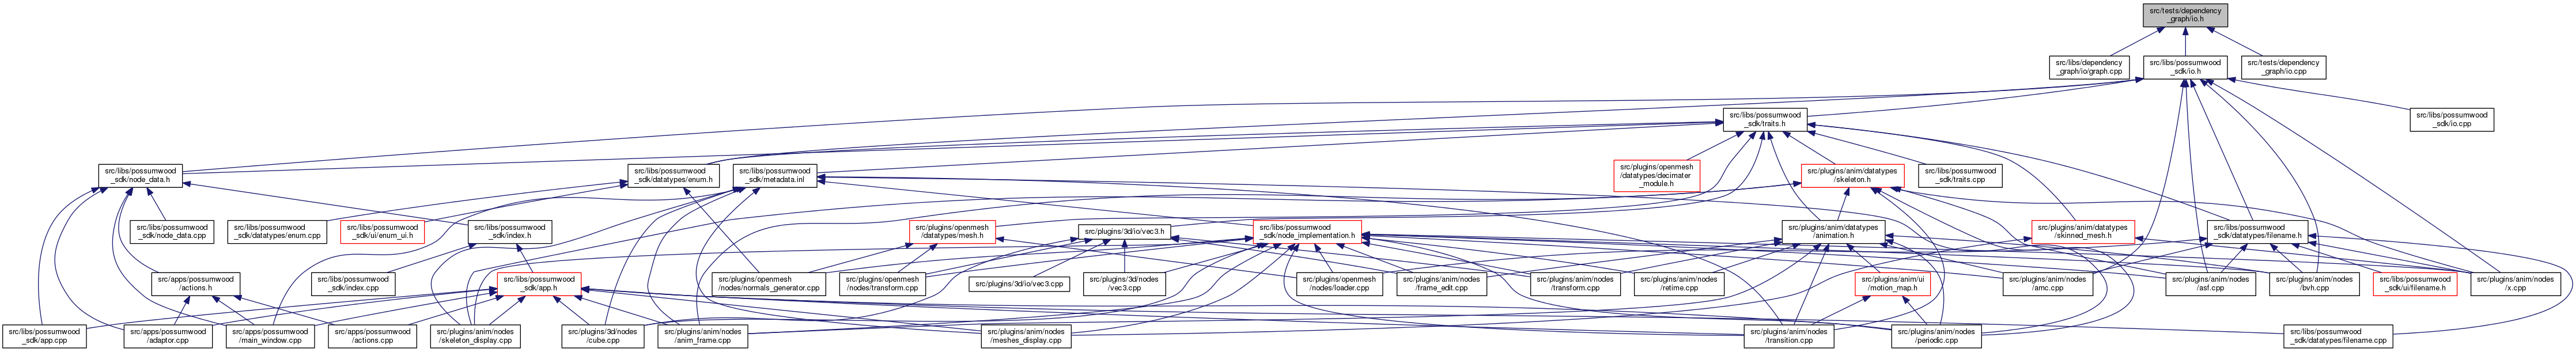 src/tests/dependency
_graph/io.h
src/libs/dependency
_graph/io/graph.cpp
src/libs/possumwood
_sdk/io.h
src/tests/dependency
_graph/io.cpp
src/libs/possumwood
_sdk/traits.h
src/libs/possumwood
_sdk/io.cpp
src/libs/possumwood
_sdk/node_data.h
src/libs/possumwood
_sdk/datatypes/enum.h
src/libs/possumwood
_sdk/metadata.inl
src/plugins/openmesh
/datatypes/decimater
_module.h
src/plugins/anim/datatypes
/skeleton.h
src/libs/possumwood
_sdk/traits.cpp
src/libs/possumwood
_sdk/node_data.cpp
src/libs/possumwood
_sdk/datatypes/enum.cpp
src/libs/possumwood
_sdk/ui/enum_ui.h
src/libs/possumwood
_sdk/index.h
src/plugins/openmesh
/datatypes/mesh.h
src/plugins/3d/io/vec3.h
src/libs/possumwood
_sdk/node_implementation.h
src/plugins/anim/datatypes
/animation.h
src/plugins/anim/datatypes
/skinned_mesh.h
src/libs/possumwood
_sdk/datatypes/filename.h
src/apps/possumwood
/actions.h
src/libs/possumwood
_sdk/index.cpp
src/libs/possumwood
_sdk/app.h
src/plugins/openmesh
/nodes/normals_generator.cpp
src/plugins/openmesh
/nodes/transform.cpp
src/plugins/3d/io/vec3.cpp
src/plugins/3d/nodes
/vec3.cpp
src/plugins/openmesh
/nodes/loader.cpp
src/plugins/anim/nodes
/frame_edit.cpp
src/plugins/anim/nodes
/transform.cpp
src/plugins/anim/nodes
/retime.cpp
src/plugins/anim/ui
/motion_map.h
src/plugins/anim/nodes
/amc.cpp
src/plugins/anim/nodes
/asf.cpp
src/plugins/anim/nodes
/bvh.cpp
src/libs/possumwood
_sdk/ui/filename.h
src/plugins/anim/nodes
/x.cpp
src/libs/possumwood
_sdk/app.cpp
src/apps/possumwood
/adaptor.cpp
src/apps/possumwood
/main_window.cpp
src/apps/possumwood
/actions.cpp
src/plugins/anim/nodes
/skeleton_display.cpp
src/plugins/3d/nodes
/cube.cpp
src/plugins/anim/nodes
/anim_frame.cpp
src/plugins/anim/nodes
/meshes_display.cpp
src/plugins/anim/nodes
/transition.cpp
src/plugins/anim/nodes
/periodic.cpp
src/libs/possumwood
_sdk/datatypes/filename.cpp